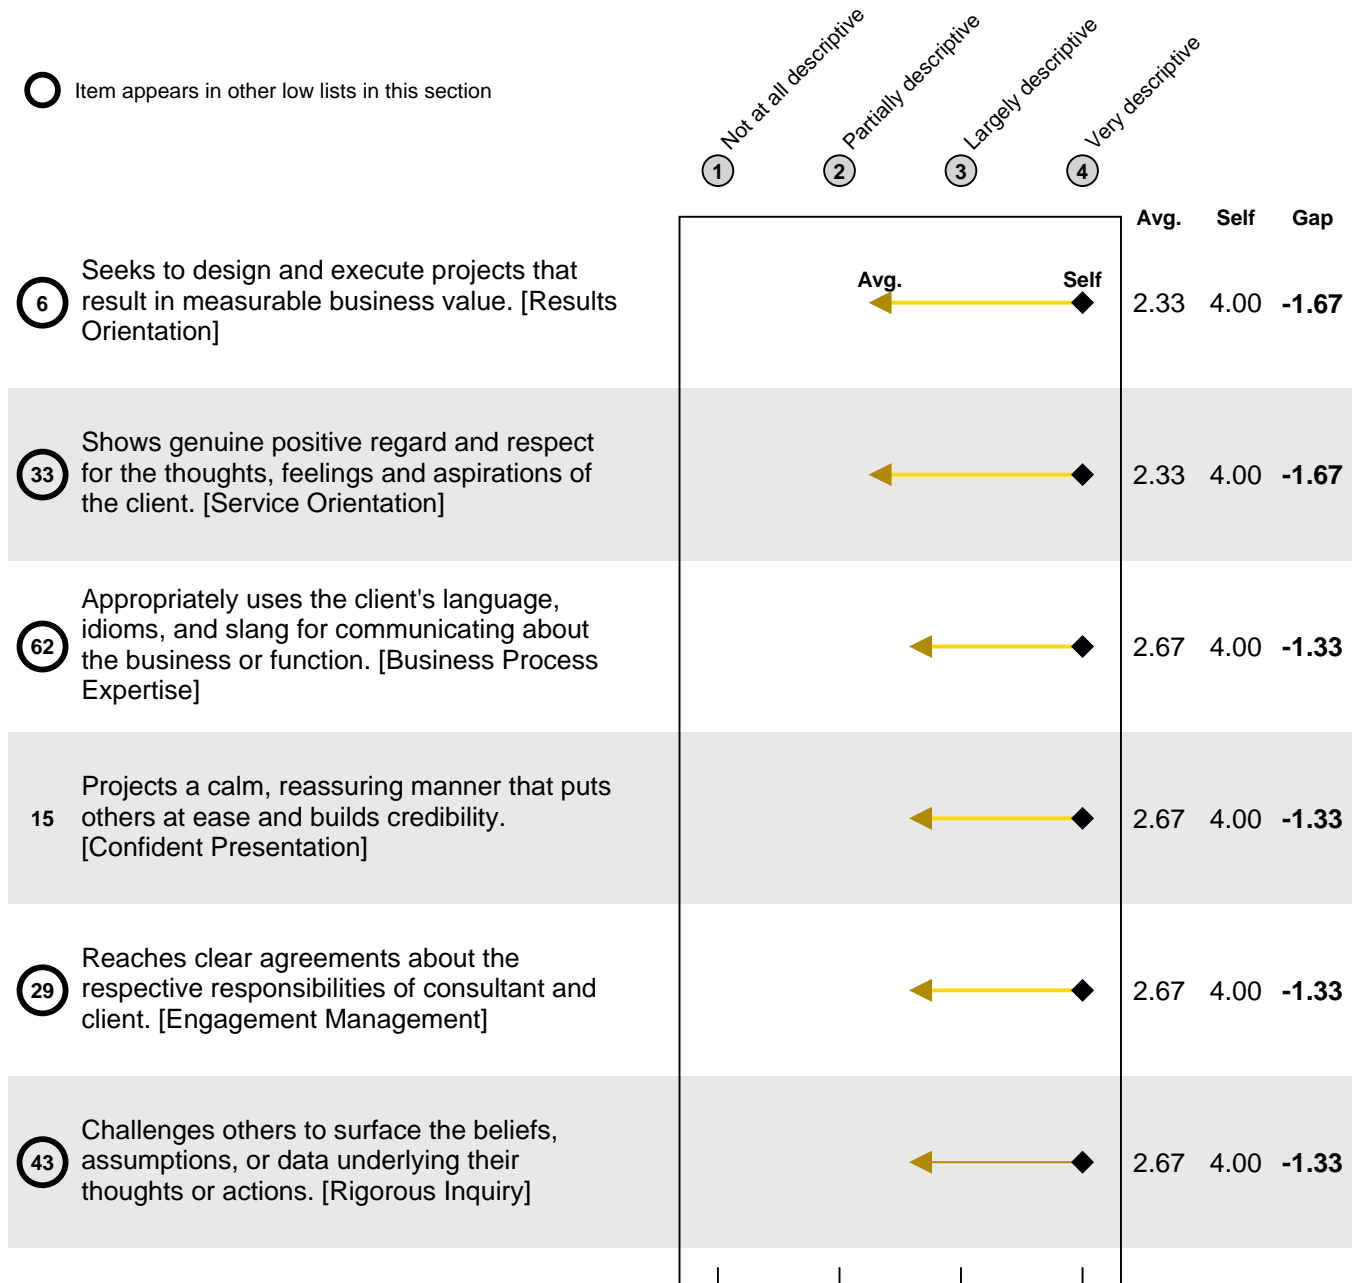 Item appears in other low lists in this section
Not at all descriptive
Partially descriptive
Largely descriptive
Very descriptive
1 2 3 4
Avg. Self Gap
Avg. Self
6
Seeks to design and execute projects that
result in measurable business value. [Results
Orientation]
2.33 4.00 -1.67
33
Shows genuine positive regard and respect
for the thoughts, feelings and aspirations of
the client. [Service Orientation]
2.33 4.00 -1.67
62
Appropriately uses the client's language,
idioms, and slang for communicating about
the business or function. [Business Process
Expertise]
2.67 4.00 -1.33
15
Projects a calm, reassuring manner that puts
others at ease and builds credibility.
[Confident Presentation]
2.67 4.00 -1.33
29
Reaches clear agreements about the
respective responsibilities of consultant and
client. [Engagement Management]
2.67 4.00 -1.33
43
Challenges others to surface the beliefs,
assumptions, or data underlying their
thoughts or actions. [Rigorous Inquiry]
2.67 4.00 -1.33